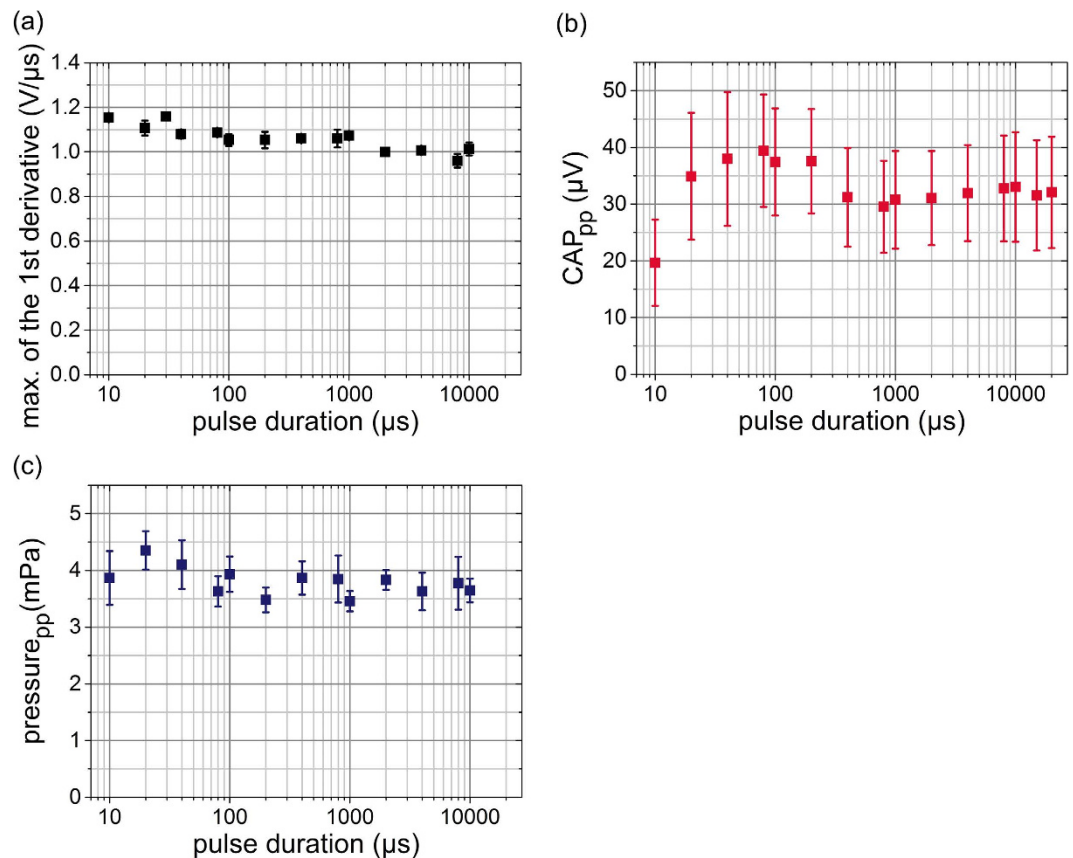 (a)
max. of the 1st derivative (V/µs)
1.4
1.2
1.0
0.8
0.6
0.4
0.2
0.0
10 100 1000 10000
pulse duration (µs)
(b)
CAPpp (µV)
50
40
30
20
10
0
10 100 1000 10000
pulse duration (µs)
(c)
pressurepp(mPa)
5
4
3
2
1
0
10 100 1000 10000
pulse duration (µs)